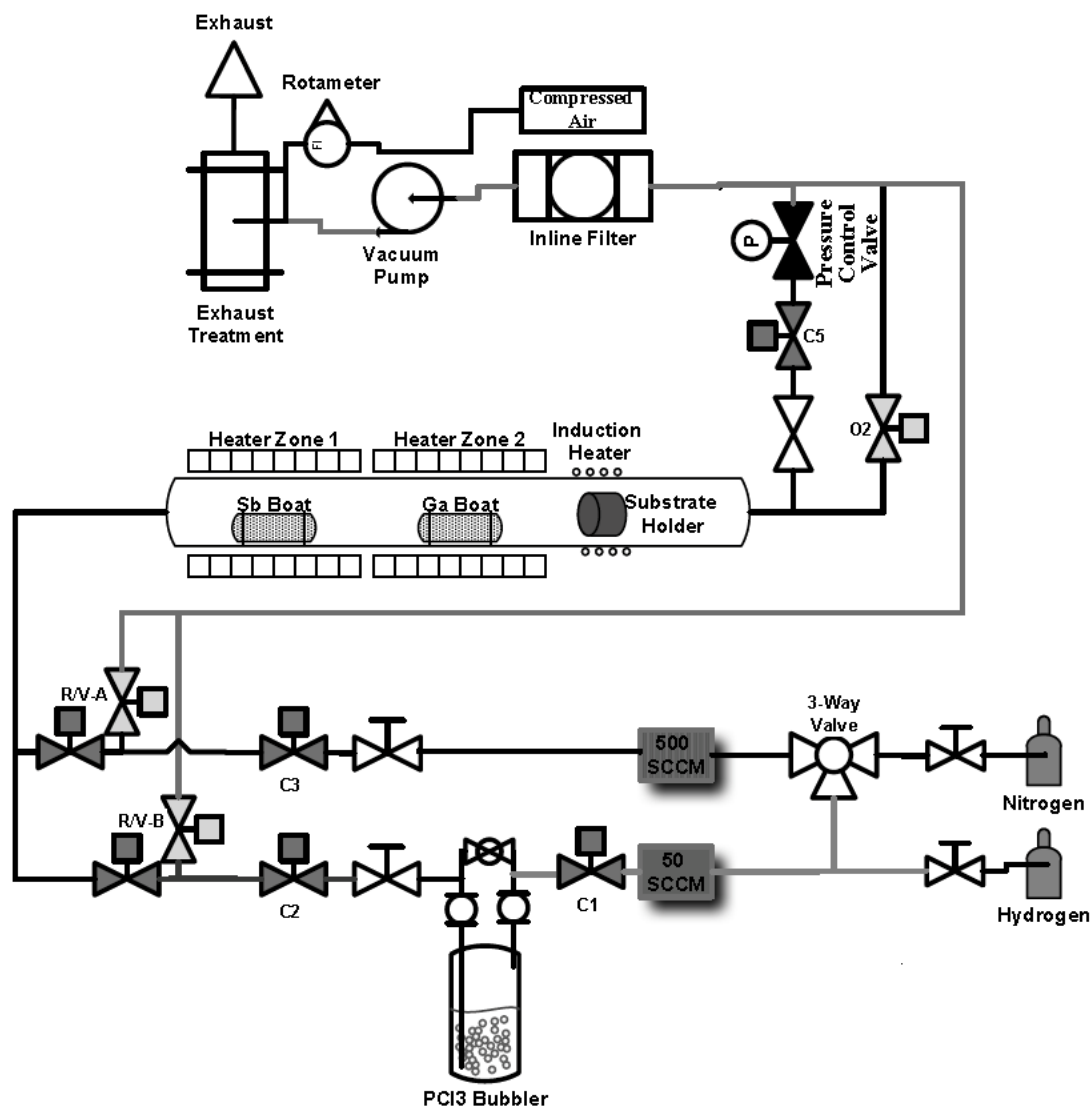 Exhaust
Rotameter
FI
Compressed
Air
Vacuum
Pump
Inline Filter
P
Pressure
Control
Valve
Exhaust
Treatment
C5
O2
Heater Zone 1
Heater Zone 2
Induction
Heater
Sb Boat
Ga Boat
Substrate
Holder
R/V-A
C3
500
SCCM
3-Way
Valve
Nitrogen
R/V-B
C2
C1
50
SCCM
Hydrogen
PCl3 Bubbler